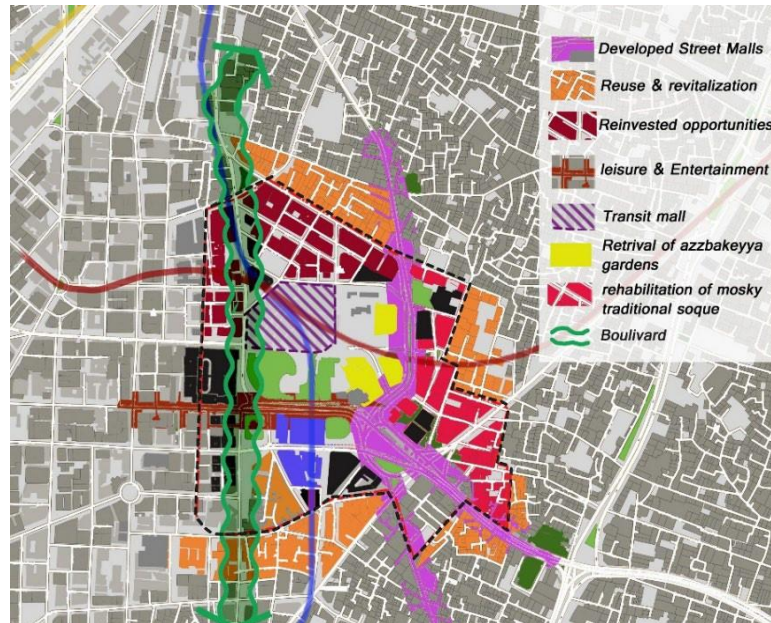 Developed Street Malls
Reuse & revitalization
Reinvested opportunities
leisure & Entertainment
Transit mall
Retrival of azzbakeyya
gardens
rehabilitation of mosky
traditional soque
Boulivard